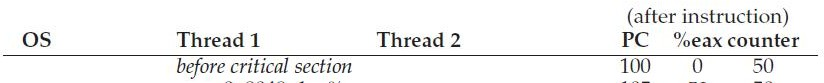 (after instruction)
OS Thread 1 Thread 2 PC %eax counter
before critical section 100 0 50